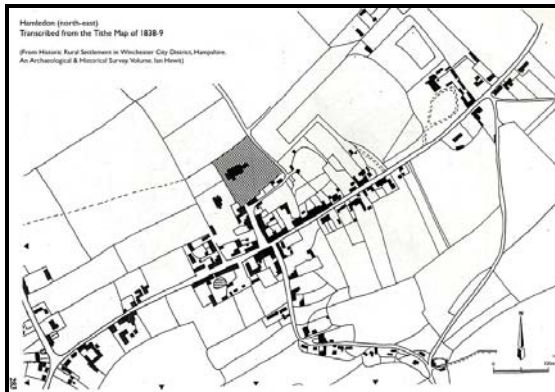 Hambledon (north-east)
Transcribed from the Tithe Map of 1838-9
(From Historic Rural Settlement in Winchester City District, Hampshire.
An Archaeological & Historical Survey. Volume. Ian Hewitt)
N